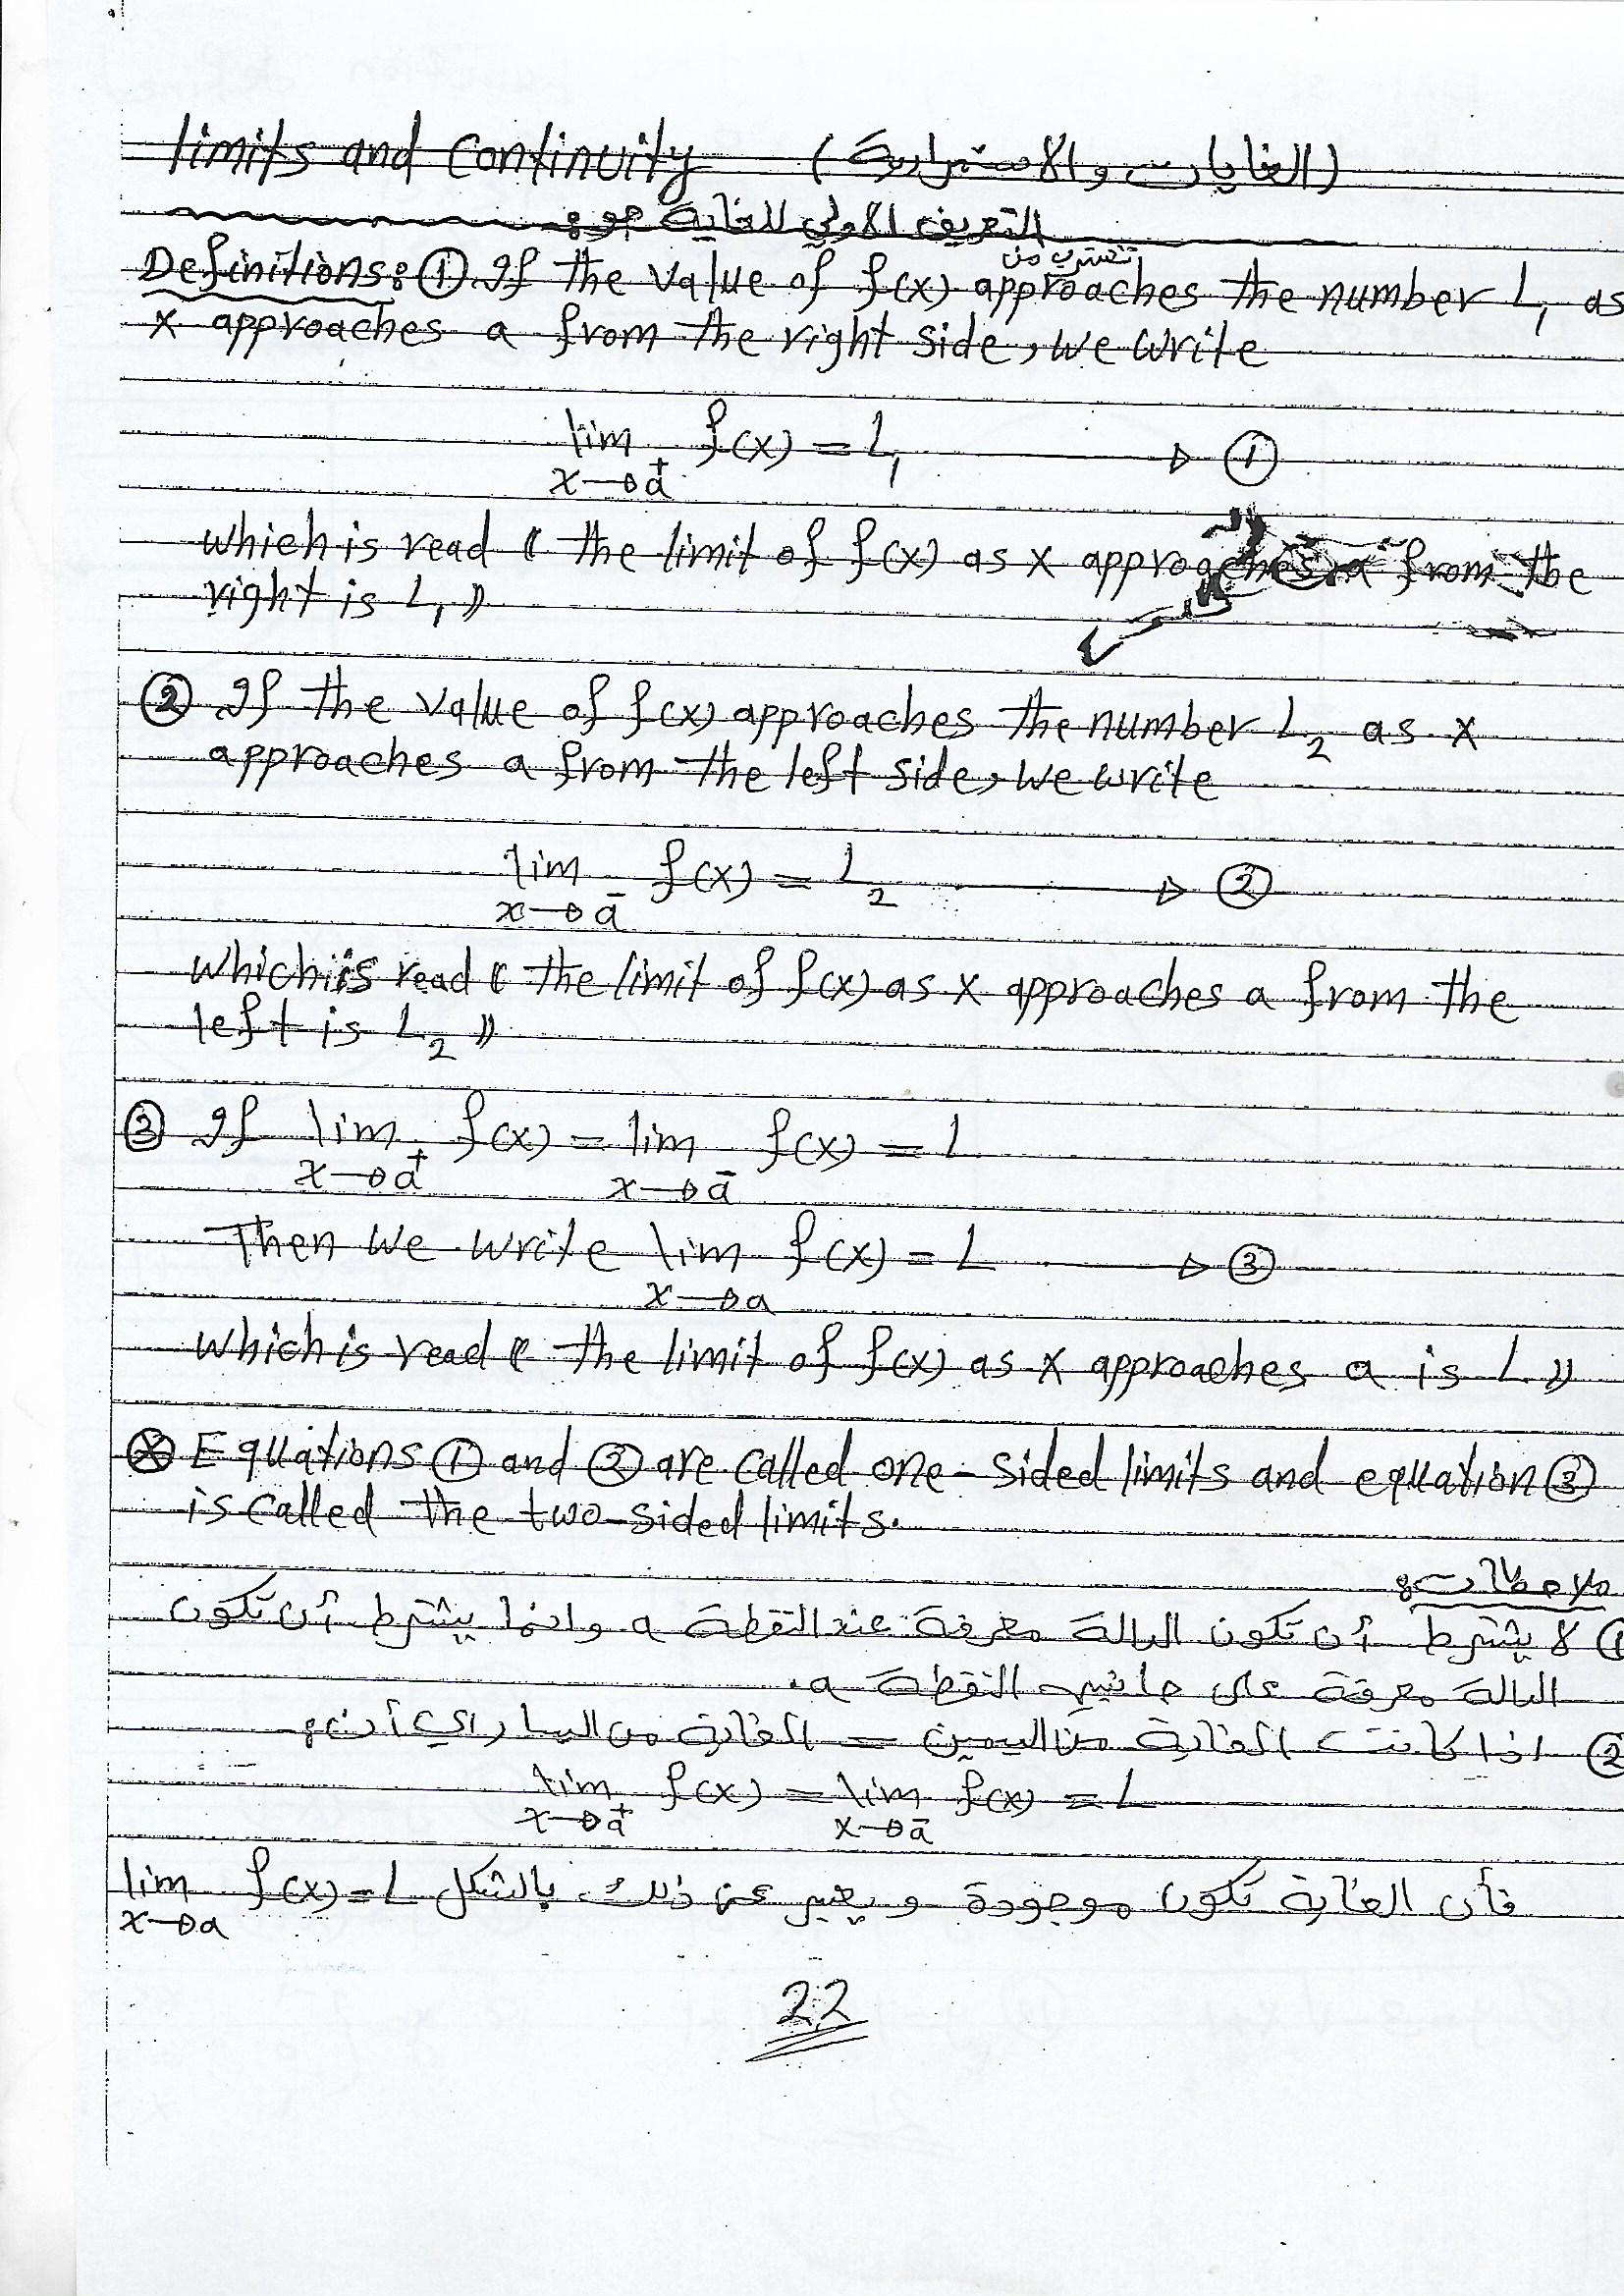 limits and Continuity (الغايات والاستمرارية)
التعريف الاولي للغاية هو :
تقترب من
Definitions: ① If the value of f(x) approaches the number L₁ as
x approaches a from the right side, we write
lim f(x) = L₁ → ①
x→a⁺
which is read (( the limit of f(x) as x approaches a from the
right is L₁ ))
② If the value of f(x) approaches the number L₂ as x
approaches a from the left side, we write
lim f(x) = L₂ → ②
x→a⁻
which is read (( the limit of f(x) as x approaches a from the
left is L₂ ))
③ If lim f(x) = lim f(x) = L
x→a⁺ x→a⁻
Then we write lim f(x) = L → ③
x→a
which is read (( the limit of f(x) as x approaches a is L ))
⊗ Equations ① and ② are called one-sided limits and equation ③
is called the two-sided limits.
ملاحظات:
① لا يشترط أن تكون الدالة معرفة عند النقطة a وانما يشترط أن تكون
الدالة معرفة على جانبي النقطة a.
② اذا كانت الغاية من اليمين = الغاية من اليسار اي أن:
lim f(x) = lim f(x) = L
x→a⁺ x→a⁻
فأن الغاية تكون موجودة و يعبر عن ذلك بالشكل lim f(x) = L
x→a
22